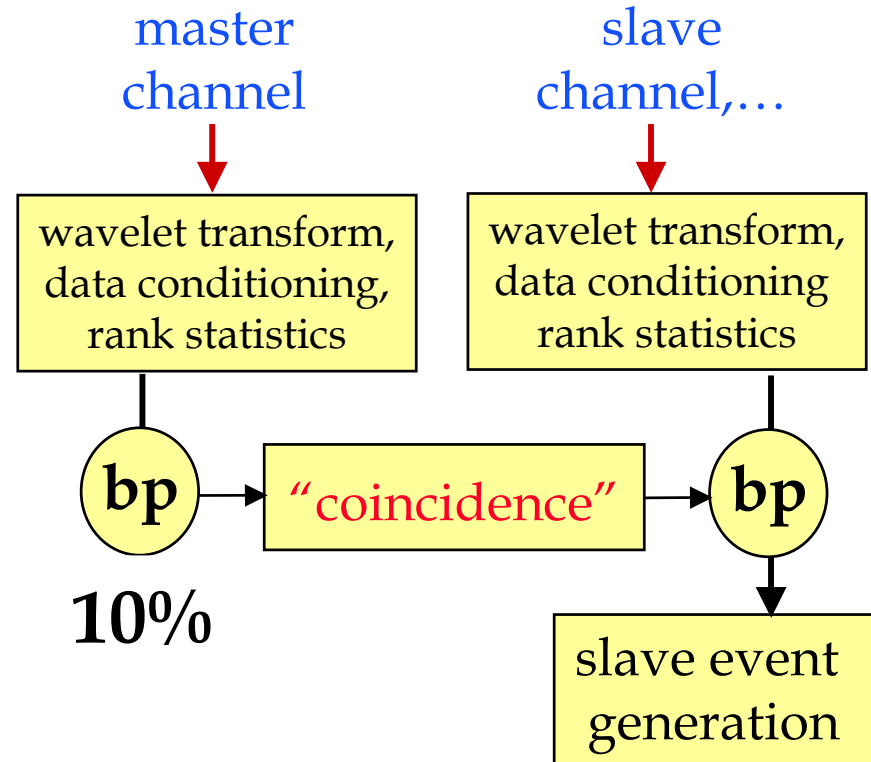 master
channel
slave
channel,…
wavelet transform,
data conditioning,
rank statistics
wavelet transform,
data conditioning
rank statistics
bp
“coincidence”
bp
10%
slave event
generation